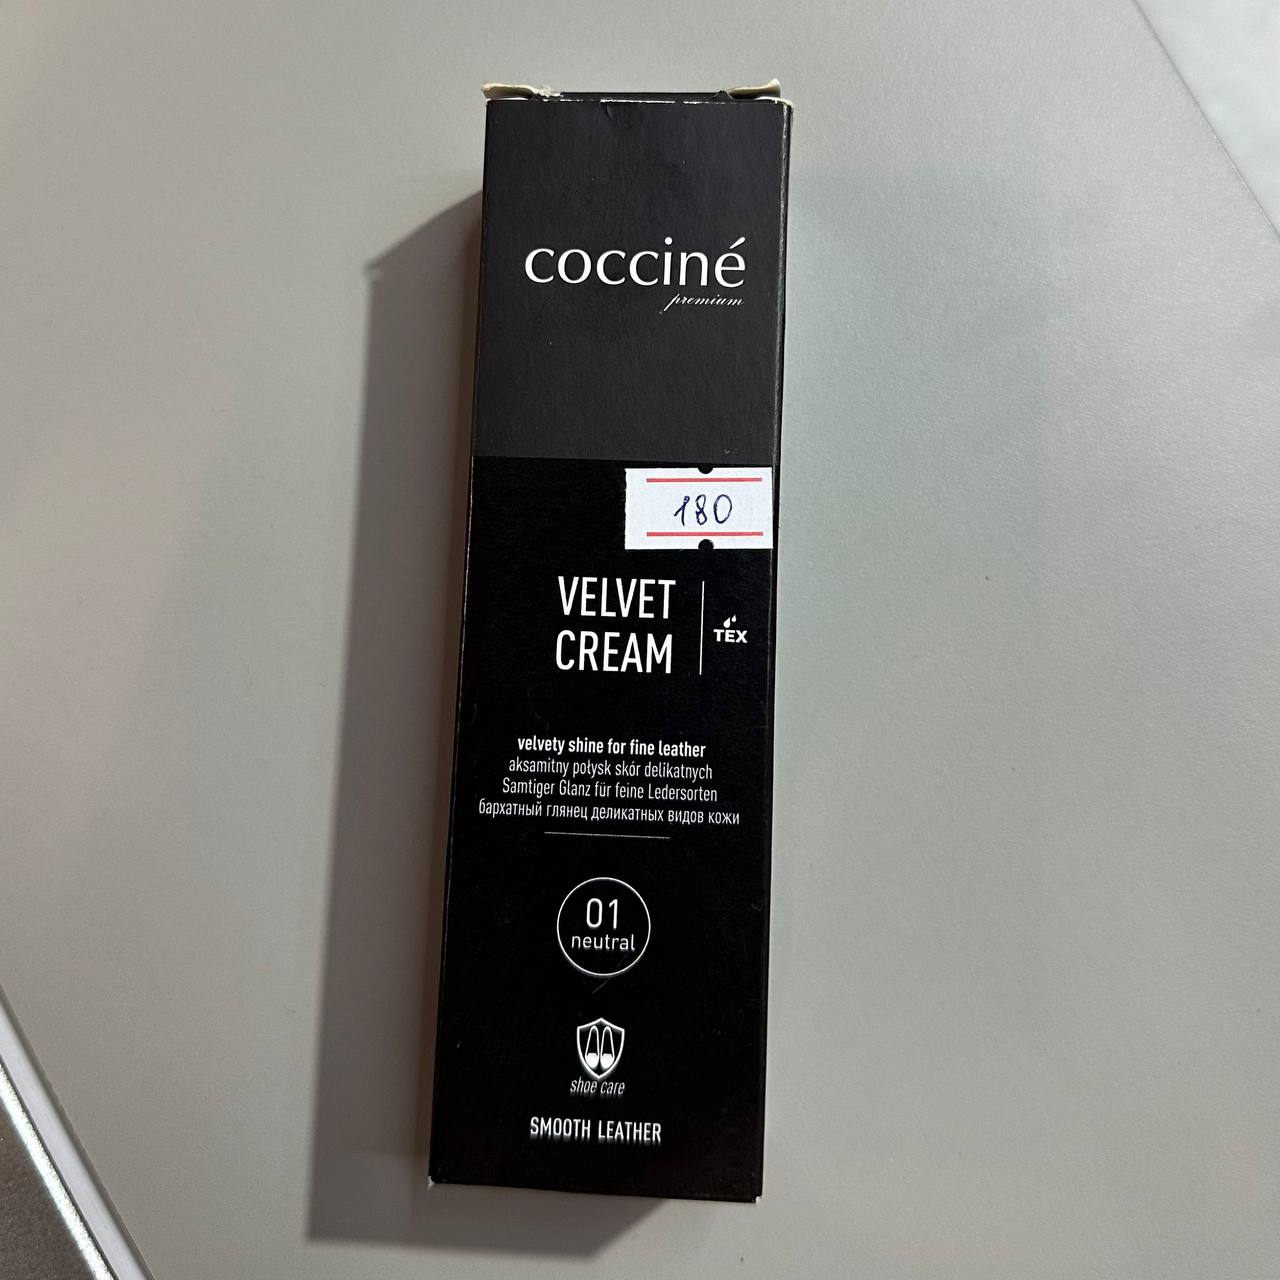 cocciné
premium
180
VELVET
CREAM
TEX
velvety shine for fine leather
aksamitny połysk skór delikatnych
Samtiger Glanz für feine Ledersorten
бархатный глянец деликатных видов кожи
01
neutral
shoe care
SMOOTH LEATHER